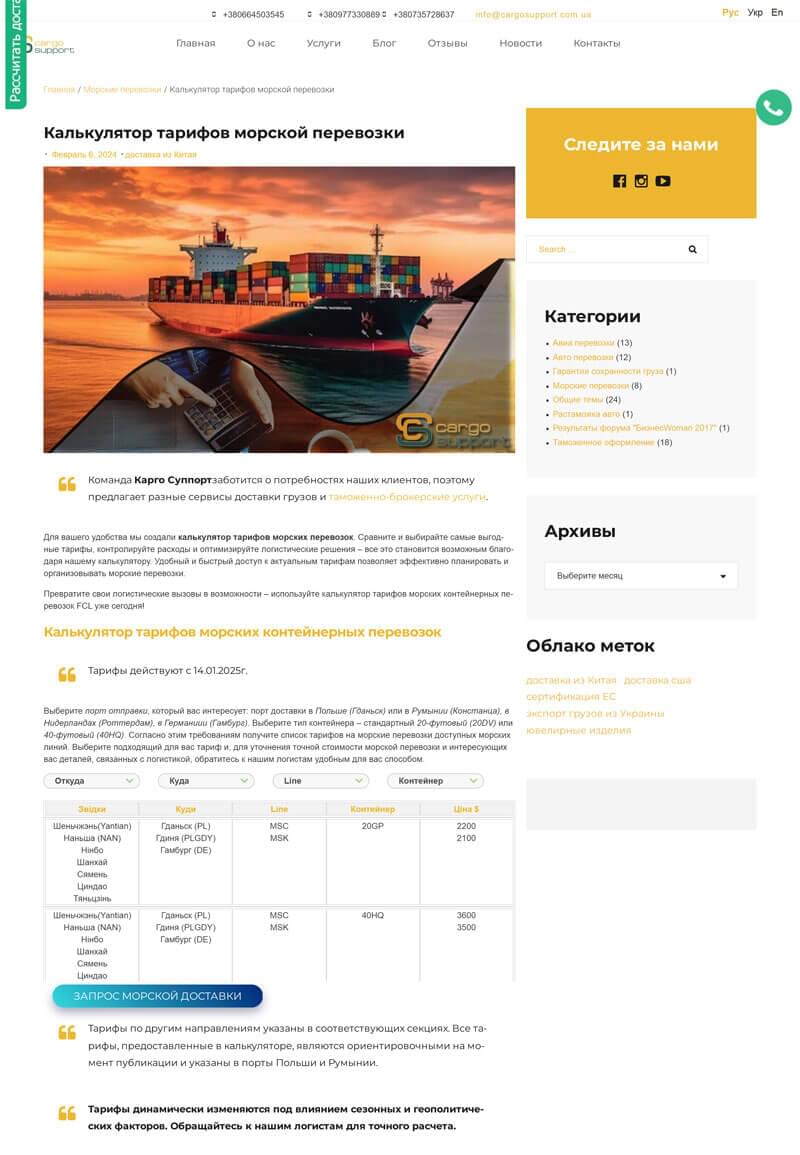 +380664503545 +380977330889 +380735728637 info@cargosupport.com.ua Рус Укр En
Рассчитать
cargo
support
Главная О нас Услуги Блог Отзывы Новости Контакты
Главная / Морские перевозки / Калькулятор тарифов морской перевозки
Калькулятор тарифов морской перевозки
Февраль 6, 2024 доставка из Китая
cargo
support
Команда Карго Суппортзаботится о потребностях наших клиентов, поэтому
предлагает разные сервисы доставки грузов и таможенно-брокерские услуги.
Для вашего удобства мы создали калькулятор тарифов морских перевозок. Сравните и выбирайте самые выгод-
ные тарифы, контролируйте расходы и оптимизируйте логистические решения – все это становится возможным благо-
даря нашему калькулятору. Удобный и быстрый доступ к актуальным тарифам позволяет эффективно планировать и
организовывать морские перевозки.
Превратите свои логистические вызовы в возможности – используйте калькулятор тарифов морских контейнерных пе-
ревозок FCL уже сегодня!
Калькулятор тарифов морских контейнерных перевозок
Тарифы действуют с 14.01.2025г.
Выберите порт отправки, который вас интересует: порт доставки в Польше (Гданьск) или в Румынии (Констанца), в
Нидерландах (Роттердам), в Германиии (Гамбург). Выберите тип контейнера – стандартный 20-футовый (20DV) или
40-футовый (40HQ). Согласно этим требованиям получите список тарифов на морские перевозки доступных морских
линий. Выберите подходящий для вас тариф и, для уточнения точной стоимости морской перевозки и интересующих
вас деталей, связанных с логистикой, обратитесь к нашим логистам удобным для вас способом.
Откуда Куда Line Контейнер
Звідки Куди Line Контейнер Ціна $
Шеньчжэнь(Yantian) Гданьск (PL) MSC 20GP 2200
Наньша (NAN) Гдиня (PLGDY) MSK 2100
Нінбо Гамбург (DE)
Шанхай
Сямень
Циндао
Тяньцзінь
Шеньчжэнь(Yantian) Гданьск (PL) MSC 40HQ 3600
Наньша (NAN) Гдиня (PLGDY) MSK 3500
Нінбо Гамбург (DE)
Шанхай
Сямень
Циндао
ЗАПРОС МОРСКОЙ ДОСТАВКИ
Тарифы по другим направлениям указаны в соответствующих секциях. Все та-
рифы, предоставленные в калькуляторе, являются ориентировочными на мо-
мент публикации и указаны в порты Польши и Румынии.
Тарифы динамически изменяются под влиянием сезонных и геополитиче-
ских факторов. Обращайтесь к нашим логистам для точного расчета.
Следите за нами
Search …
Категории
Авиа перевозки (13)
Авто перевозки (12)
Гарантии сохранности груза (1)
Морские перевозки (8)
Общие темы (24)
Растаможка авто (1)
Результаты форума "БизнесWoman 2017" (1)
Таможенное оформление (18)
Архивы
Выберите месяц
Облако меток
доставка из Китая доставка сша
сертификация ЕС
экспорт грузов из Украины
ювелирные изделия